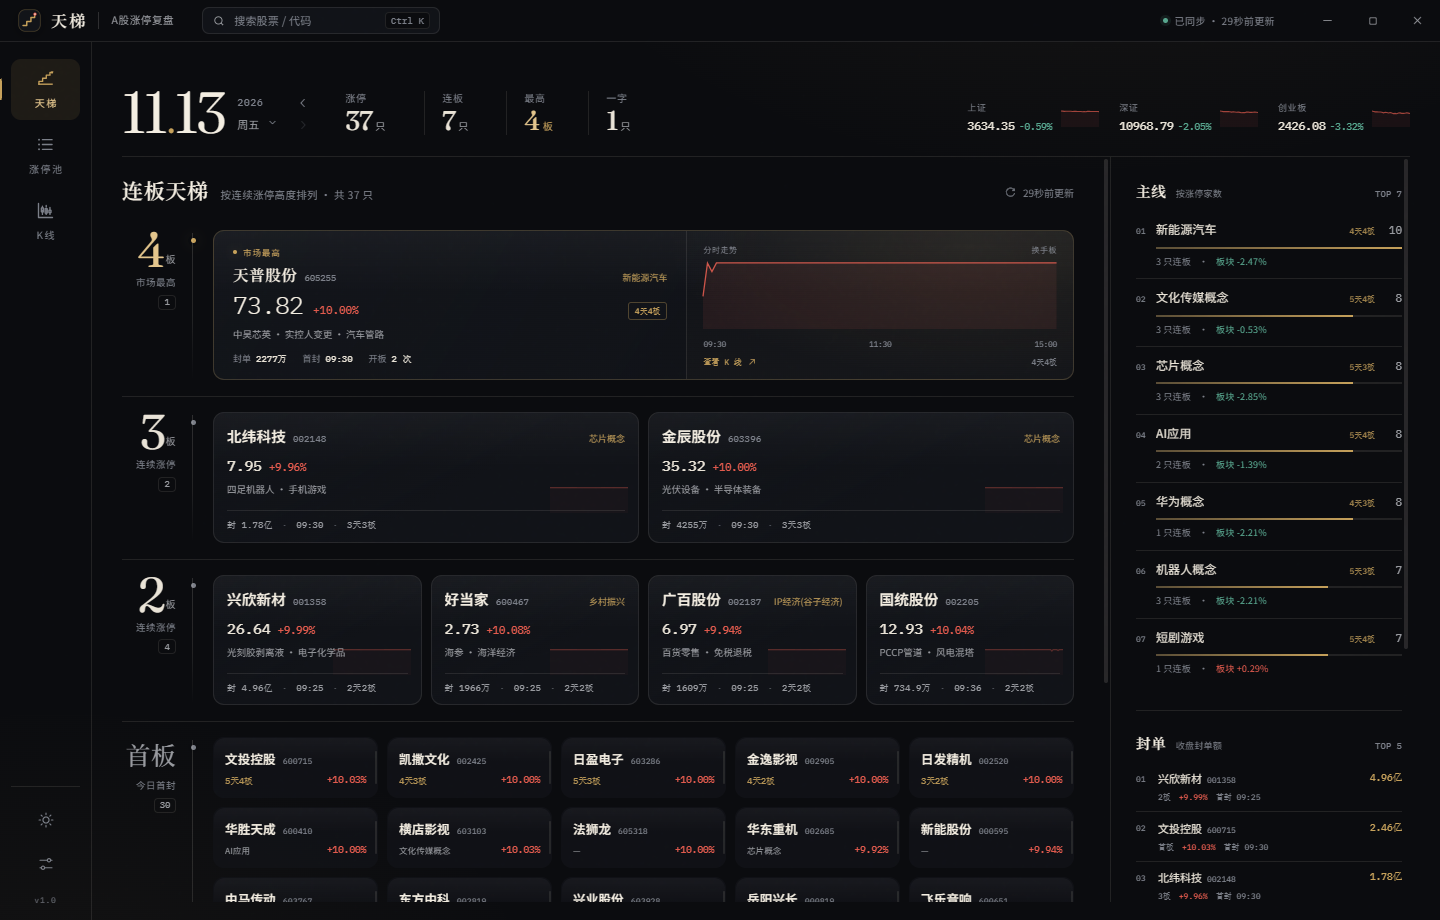 天梯 A股涨停复盘 搜索股票 / 代码 Ctrl K 已同步 · 29秒前更新
天梯
涨停池
K线
v1.0
11.13 2026 周五
涨停 37只
连板 7只
最高 4板
一字 1只
上证 3634.35 -0.59%
深证 10968.79 -2.05%
创业板 2426.08 -3.32%
连板天梯 按连续涨停高度排列 · 共 37 只 29秒前更新
4板
市场最高
1
市场最高
天普股份 605255 新能源汽车
73.82 +10.00% 4天4板
中昊芯英 · 实控人变更 · 汽车管路
封单 2277万 首封 09:30 开板 2 次
分时走势 换手板
09:30 11:30 15:00
查看 K 线 ↗ 4天4板
3板
连续涨停
2
北纬科技 002148 芯片概念
7.95 +9.96%
四足机器人 · 手机游戏
封 1.78亿 · 09:30 · 3天3板
金辰股份 603396 芯片概念
35.32 +10.00%
光伏设备 · 半导体装备
封 4255万 · 09:30 · 3天3板
2板
连续涨停
4
兴欣新材 001358
26.64 +9.99%
光刻胶剥离液 · 电子化学品
封 4.96亿 · 09:25 · 2天2板
好当家 600467 乡村振兴
2.73 +10.08%
海参 · 海洋经济
封 1966万 · 09:25 · 2天2板
广百股份 002187 IP经济(谷子经济)
6.97 +9.94%
百货零售 · 免税退税
封 1609万 · 09:25 · 2天2板
国统股份 002205
12.93 +10.04%
PCCP管道 · 风电混塔
封 734.9万 · 09:36 · 2天2板
首板
今日首封
30
文投控股 600715
5天4板 +10.03%
凯撒文化 002425
4天3板 +10.00%
日盈电子 603286
5天3板 +10.00%
金逸影视 002905
4天2板 +10.00%
日发精机 002520
3天2板 +10.00%
华胜天成 600410
AI应用 +10.00%
横店影视 603103
文化传媒概念 +10.03%
法狮龙 605318
— +10.00%
华东重机 002685
芯片概念 +9.92%
新能股份 000595
— +9.94%
中马传动 603767
东方中科 002819
兴业股份 603928
岳阳兴长 000819
飞乐音响 600651
主线 按涨停家数 TOP 7
01 新能源汽车 4天4板 10
3 只连板 · 板块 -2.47%
02 文化传媒概念 5天4板 8
3 只连板 · 板块 -0.53%
03 芯片概念 5天3板 8
3 只连板 · 板块 -2.85%
04 AI应用 5天4板 8
2 只连板 · 板块 -1.39%
05 华为概念 4天3板 8
1 只连板 · 板块 -2.21%
06 机器人概念 5天3板 7
3 只连板 · 板块 -2.21%
07 短剧游戏 5天4板 7
1 只连板 · 板块 +0.29%
封单 收盘封单额 TOP 5
01 兴欣新材 001358 4.96亿
2板 +9.99% 首封 09:25
02 文投控股 600715 2.46亿
首板 +10.03% 首封 09:30
03 北纬科技 002148 1.78亿
3板 +9.96% 首封 09:30